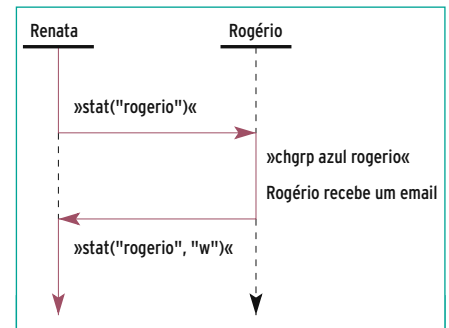 Renata
Rogério
»stat("rogerio")«
»chgrp azul rogerio«
Rogério recebe um email
»stat("rogerio", "w")«